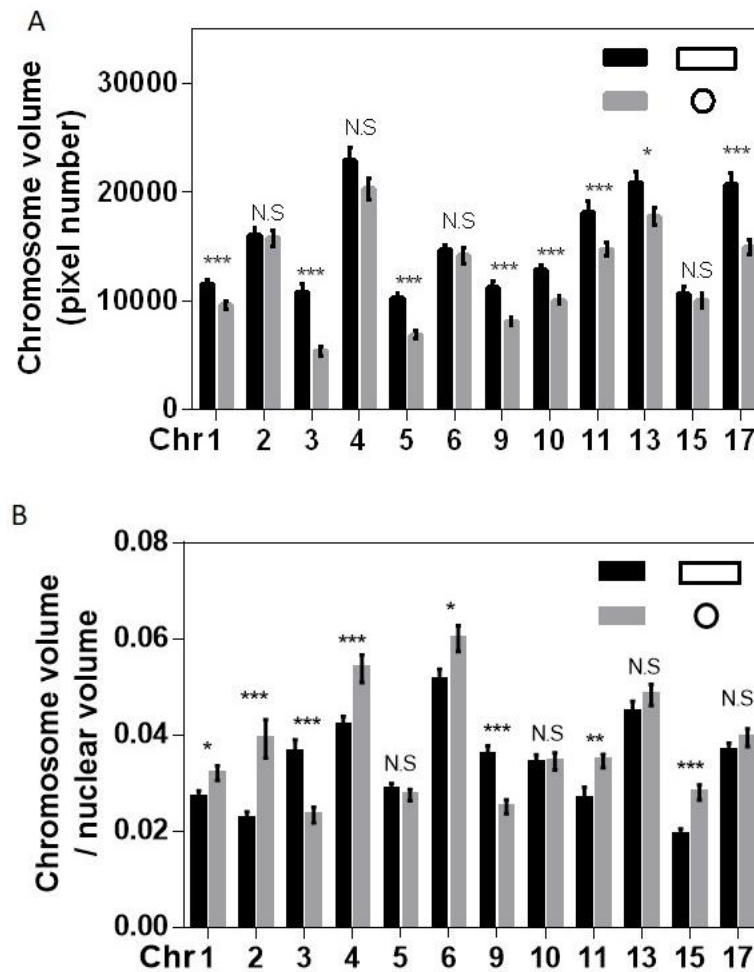 A
Chromosome volume
(pixel number)
30000
20000
10000
0
*** N.S *** N.S *** N.S *** *** *** * N.S ***
Chr1 2 3 4 5 6 9 10 11 13 15 17
B
Chromosome volume
/ nuclear volume
0.08
0.06
0.04
0.02
0.00
* *** *** *** N.S * *** N.S ** N.S *** N.S
Chr1 2 3 4 5 6 9 10 11 13 15 17